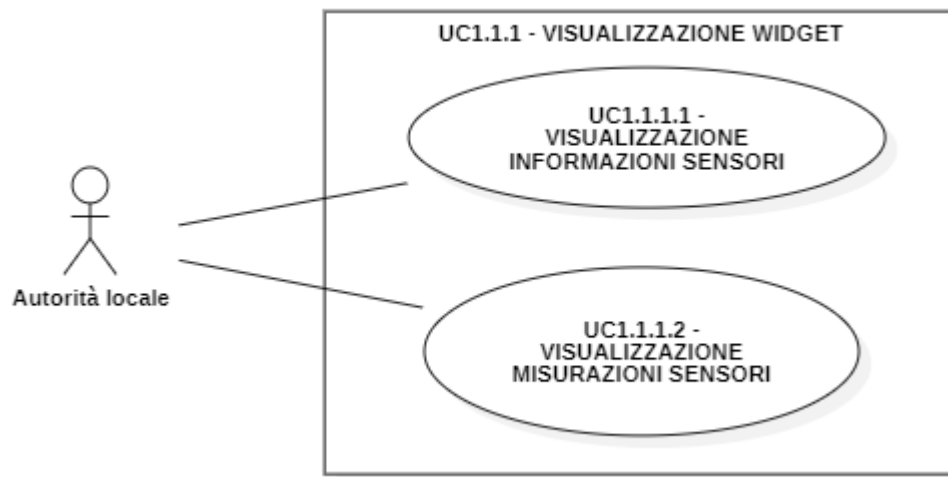 UC1.1.1 - VISUALIZZAZIONE WIDGET
UC1.1.1.1 -
VISUALIZZAZIONE
INFORMAZIONI SENSORI
Autorità locale
UC1.1.1.2 -
VISUALIZZAZIONE
MISURAZIONI SENSORI